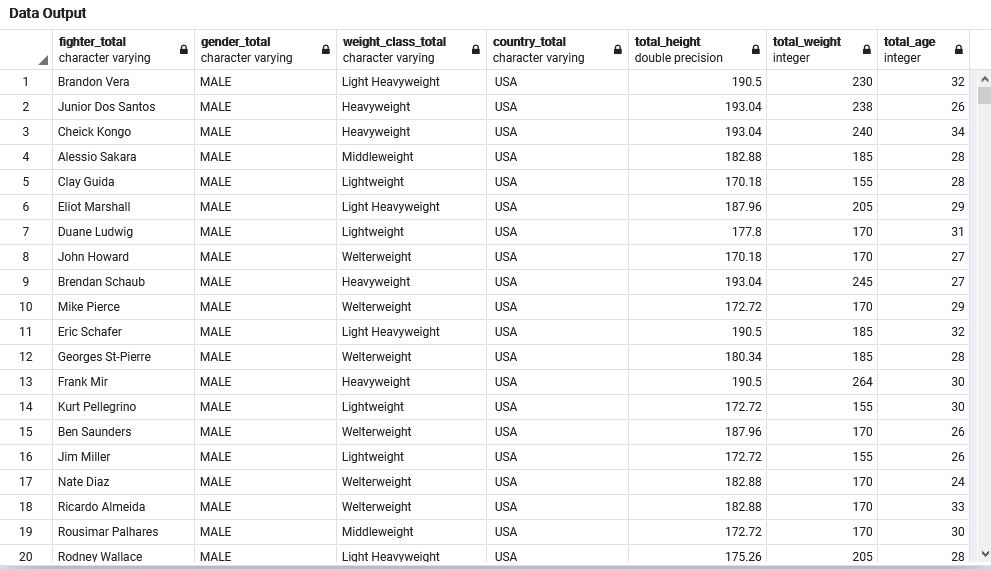 Data Output
fighter_total gender_total weight_class_total country_total total_height total_weight total_age
character varying character varying character varying character varying double precision integer integer
1 Brandon Vera MALE Light Heavyweight USA 190.5 230 32
2 Junior Dos Santos MALE Heavyweight USA 193.04 238 26
3 Cheick Kongo MALE Heavyweight USA 193.04 240 34
4 Alessio Sakara MALE Middleweight USA 182.88 185 28
5 Clay Guida MALE Lightweight USA 170.18 155 28
6 Eliot Marshall MALE Light Heavyweight USA 187.96 205 29
7 Duane Ludwig MALE Lightweight USA 177.8 170 31
8 John Howard MALE Welterweight USA 170.18 170 27
9 Brendan Schaub MALE Heavyweight USA 193.04 245 27
10 Mike Pierce MALE Welterweight USA 172.72 170 29
11 Eric Schafer MALE Light Heavyweight USA 190.5 185 32
12 Georges St-Pierre MALE Welterweight USA 180.34 185 28
13 Frank Mir MALE Heavyweight USA 190.5 264 30
14 Kurt Pellegrino MALE Lightweight USA 172.72 155 30
15 Ben Saunders MALE Welterweight USA 187.96 170 26
16 Jim Miller MALE Lightweight USA 172.72 155 26
17 Nate Diaz MALE Welterweight USA 182.88 170 24
18 Ricardo Almeida MALE Welterweight USA 182.88 170 33
19 Rousimar Palhares MALE Middleweight USA 172.72 170 30
20 Rodney Wallace MALE Light Heavyweight USA 175.26 205 28